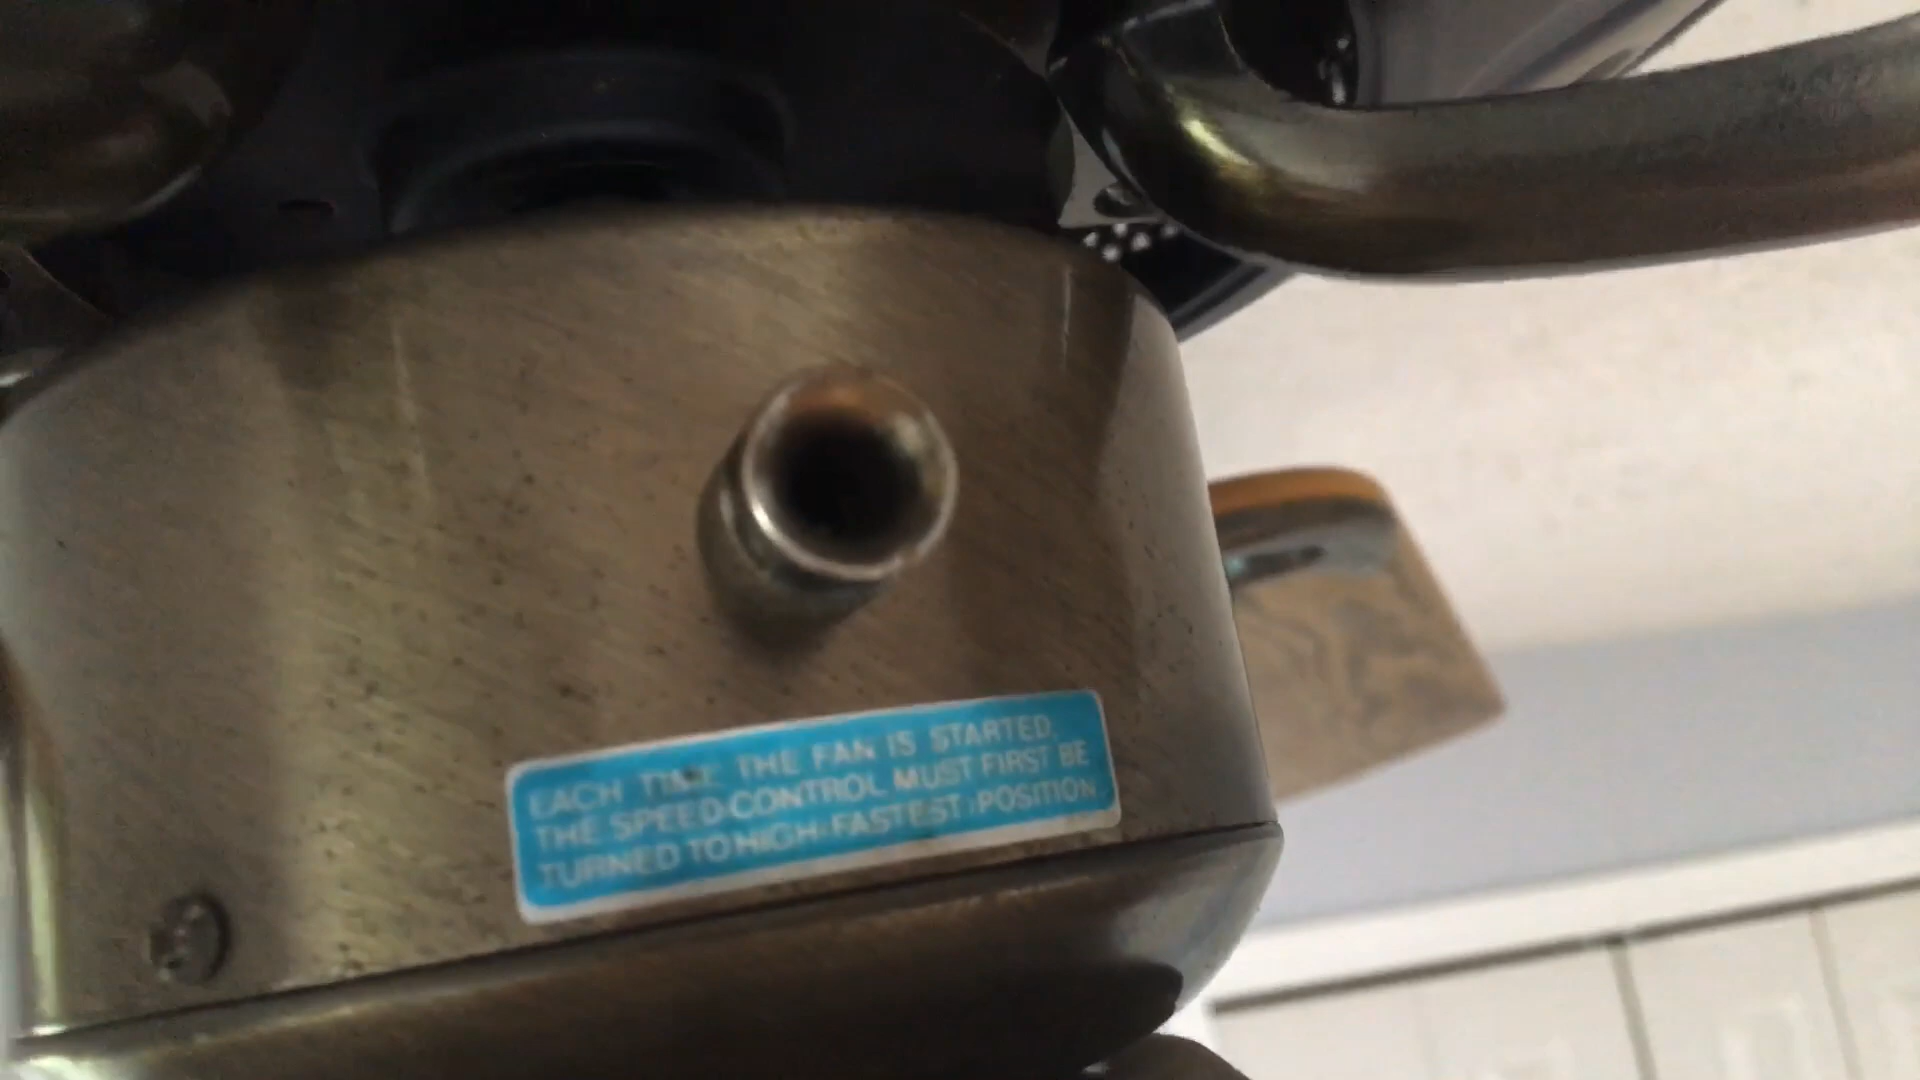 EACH TIME THE FAN IS STARTED,
THE SPEED CONTROL MUST FIRST BE
TURNED TO HIGH (FASTEST) POSITION